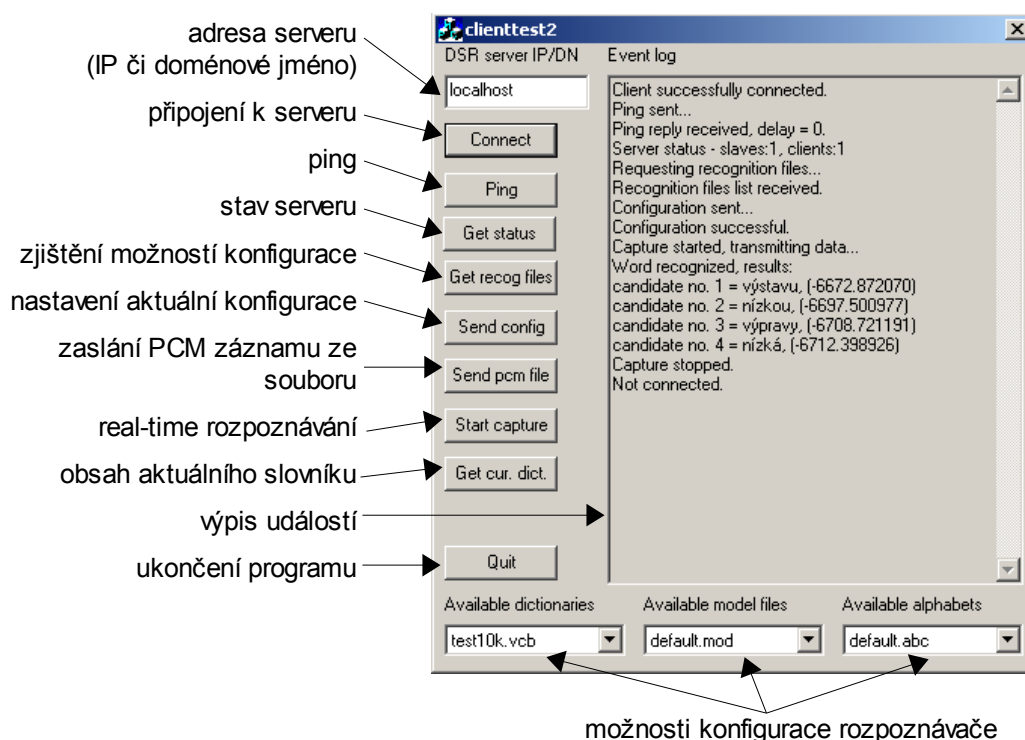 adresa serveru
(IP či doménové jméno)
připojení k serveru
ping
stav serveru
zjištění možností konfigurace
nastavení aktuální konfigurace
zaslání PCM záznamu ze
souboru
real-time rozpoznávání
obsah aktuálního slovníku
výpis událostí
ukončení programu
clienttest2
DSR server IP/DN
localhost
Connect
Ping
Get status
Get recog files
Send config
Send pcm file
Start capture
Get cur. dict.
Quit
Event log
Client successfully connected.
Ping sent...
Ping reply received, delay = 0.
Server status - slaves:1, clients:1
Requesting recognition files...
Recognition files list received.
Configuration sent...
Configuration successful.
Capture started, transmitting data...
Word recognized, results:
candidate no. 1 = výstavu, (-6672.872070)
candidate no. 2 = nízkou, (-6697.500977)
candidate no. 3 = výpravy, (-6708.721191)
candidate no. 4 = nízká, (-6712.398926)
Capture stopped.
Not connected.
Available dictionaries
test10k.vcb
Available model files
default.mod
Available alphabets
default.abc
možnosti konfigurace rozpoznávače